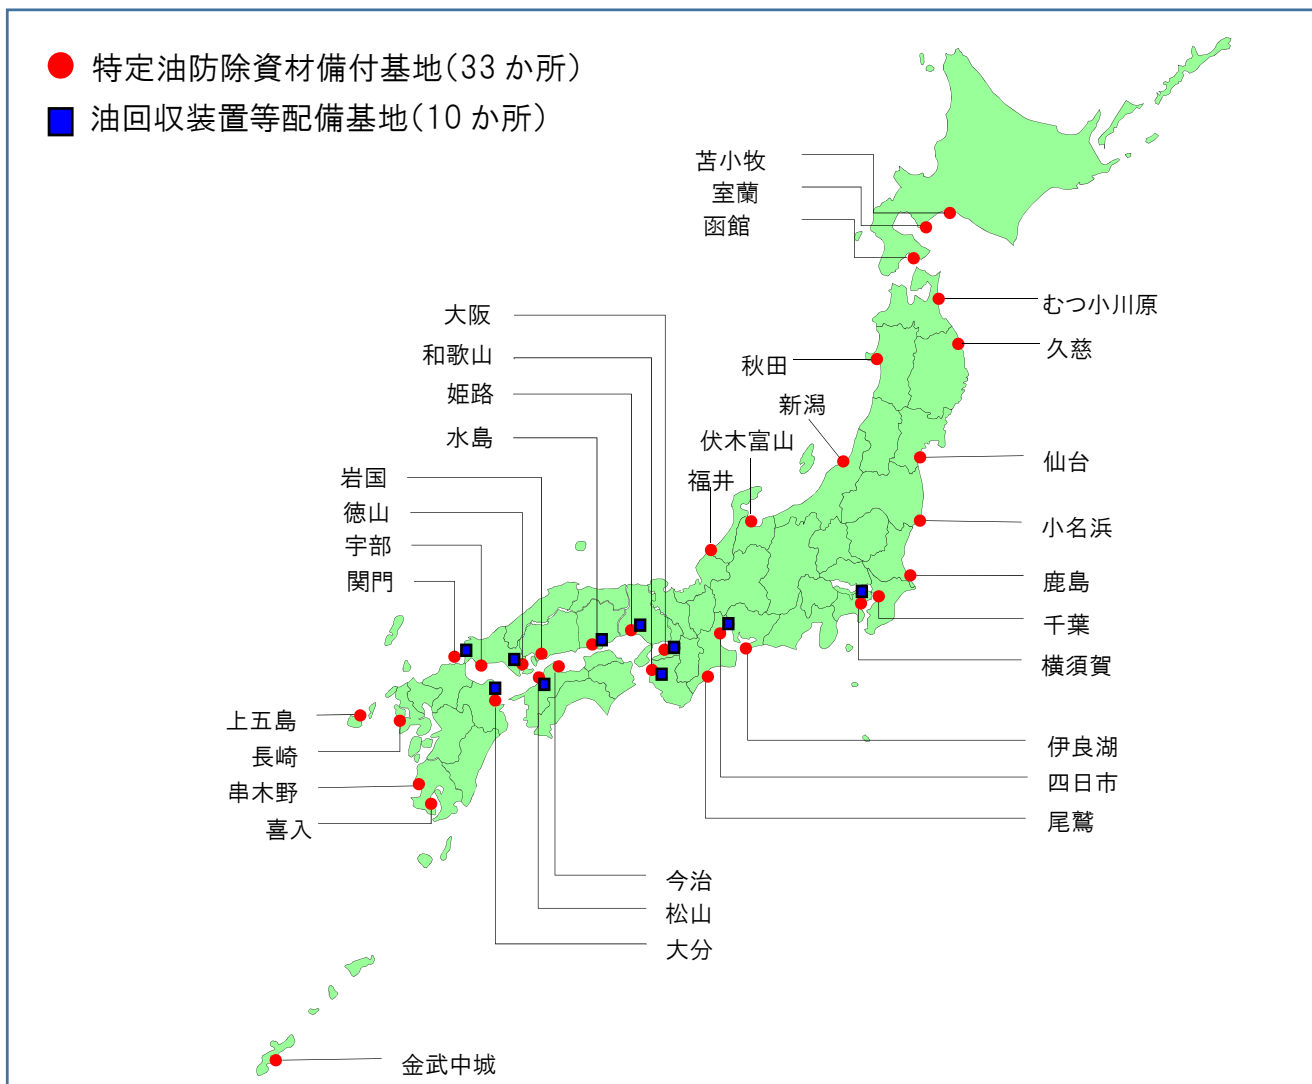 特定油防除資材備付基地(33か所)
油回収装置等配備基地(10か所)
苫小牧
室蘭
函館
むつ小川原
久慈
秋田
新潟
伏木富山
福井
仙台
小名浜
鹿島
千葉
横須賀
伊良湖
四日市
尾鷲
大阪
和歌山
姫路
水島
岩国
徳山
宇部
関門
上五島
長崎
串木野
喜入
今治
松山
大分
金武中城